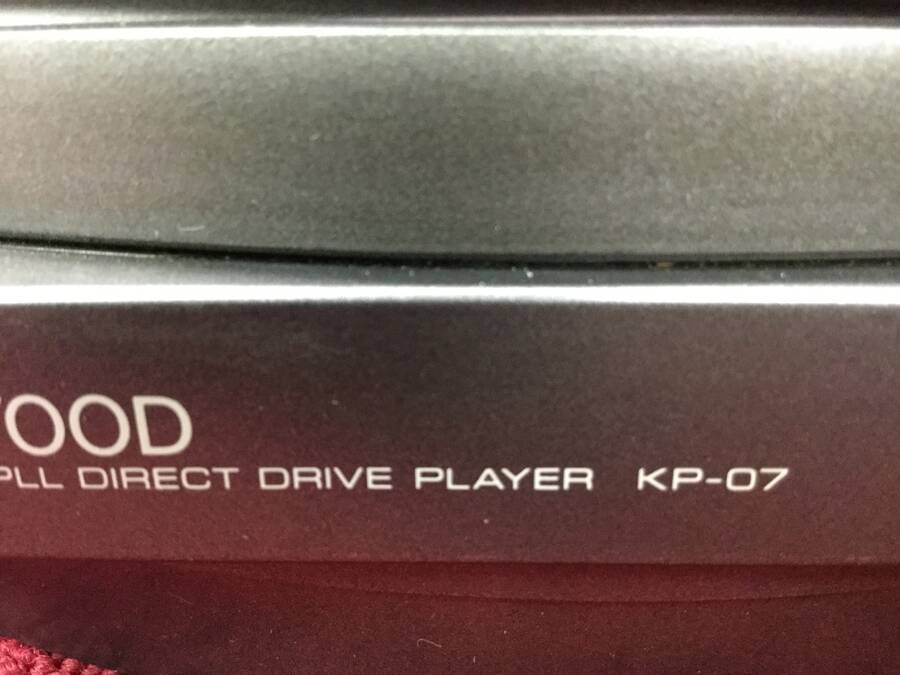 OOD
PLL DIRECT DRIVE PLAYER KP-07